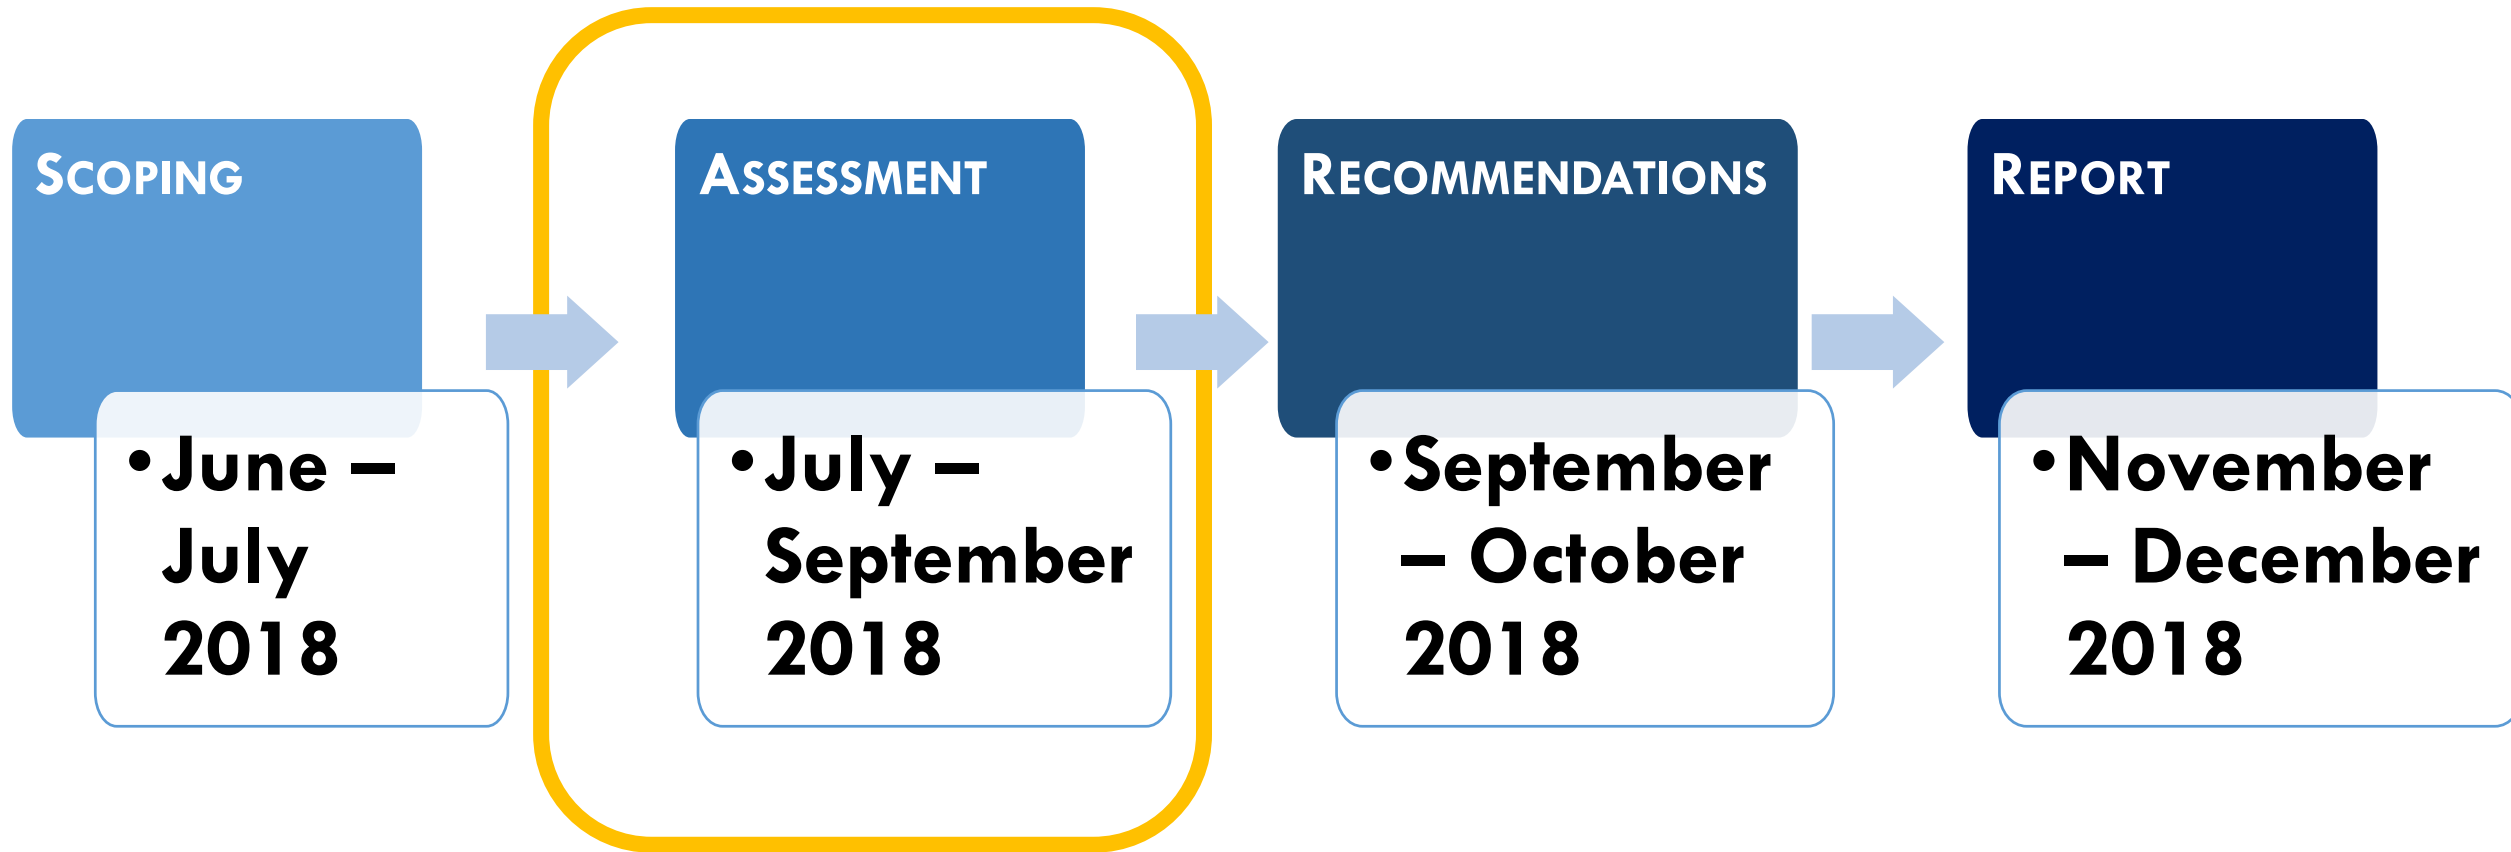 SCOPING
• June –
July
2018
ASSESSMENT
• July –
September
2018
RECOMMENDATIONS
• September
– October
2018
REPORT
• November
– December
2018